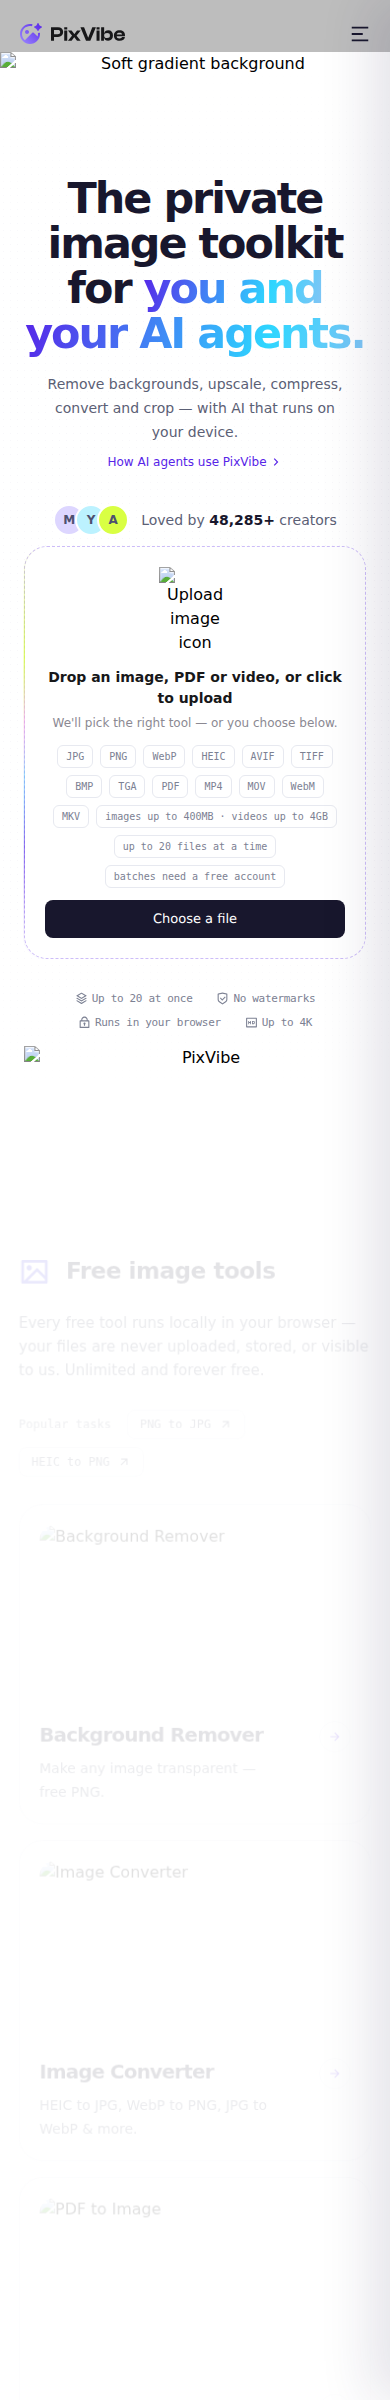 PixVibe
Soft gradient background
The private
image toolkit
for you and
your AI agents.
Remove backgrounds, upscale, compress,
convert and crop — with AI that runs on
your device.
How AI agents use PixVibe
M Y A Loved by 48,285+ creators
Upload
image
icon
Drop an image, PDF or video, or click
to upload
We'll pick the right tool — or you choose below.
JPG PNG WebP HEIC AVIF TIFF
BMP TGA PDF MP4 MOV WebM
MKV images up to 400MB · videos up to 4GB
up to 20 files at a time
batches need a free account
Choose a file
Up to 20 at once No watermarks
Runs in your browser Up to 4K
PixVibe
Free image tools
Every free tool runs locally in your browser —
your files are never uploaded, stored, or visible
to us. Unlimited and forever free.
Popular tasks PNG to JPG
HEIC to PNG
Background Remover
Background Remover
Make any image transparent —
free PNG.
Image Converter
Image Converter
HEIC to JPG, WebP to PNG, JPG to
WebP & more.
PDF to Image